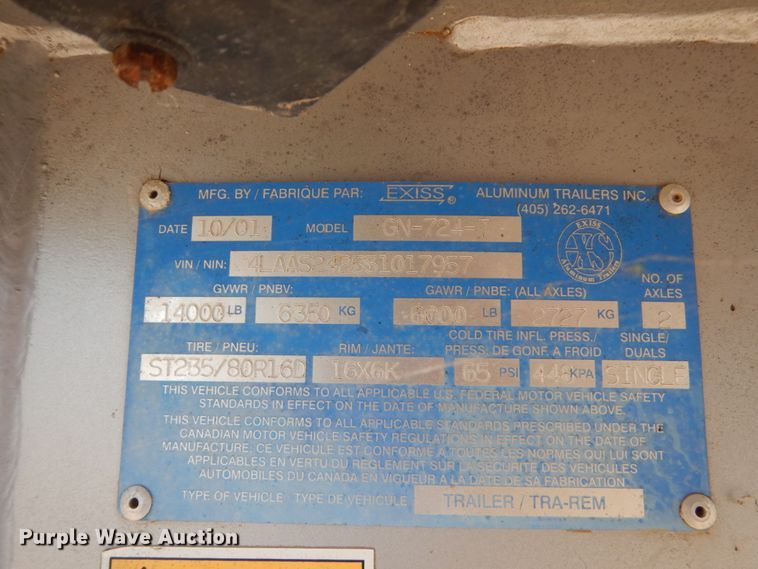 MFG. BY / FABRIQUE PAR: EXISS ® ALUMINUM TRAILERS INC.
(405) 262-6471
DATE 10/01 MODEL GN-724-T
EXISS
AXS
Aluminum Trailers
VIN / NIN:
GVWR / PNBV: GAWR / PNBE: (ALL AXLES) NO. OF AXLES
14000 LB 6350 KG LB 2727 KG 2
TIRE / PNEU: RIM / JANTE: COLD TIRE INFL. PRESS./ PRESS. DE GONF. A FROID SINGLE/ DUALS
ST235/80R16D 16X6K 65 PSI 448 KPA SINGLE
THIS VEHICLE CONFORMS TO ALL APPLICABLE U.S. FEDERAL MOTOR VEHICLE SAFETY
STANDARDS IN EFFECT ON THE DATE OF MANUFACTURE SHOWN ABOVE.
THIS VEHICLE CONFORMS TO ALL APPLICABLE STANDARDS PRESCRIBED UNDER THE
CANADIAN MOTOR VEHICLE SAFETY REGULATIONS IN EFFECT ON THE DATE OF
MANUFACTURE. CE VEHICULE EST CONFORME A TOUTES LES NORMES QUI LUI SONT
APPLICABLES EN VERTU DU REGLEMENT SUR LA SECURITE DES VEHICULES
AUTOMOBILES DU CANADA EN VIGUEUR A LA DATE DE SA FABRICATION.
TYPE OF VEHICLE / TYPE DE VEHICULE TRAILER / TRA-REM
Purple Wave Auction